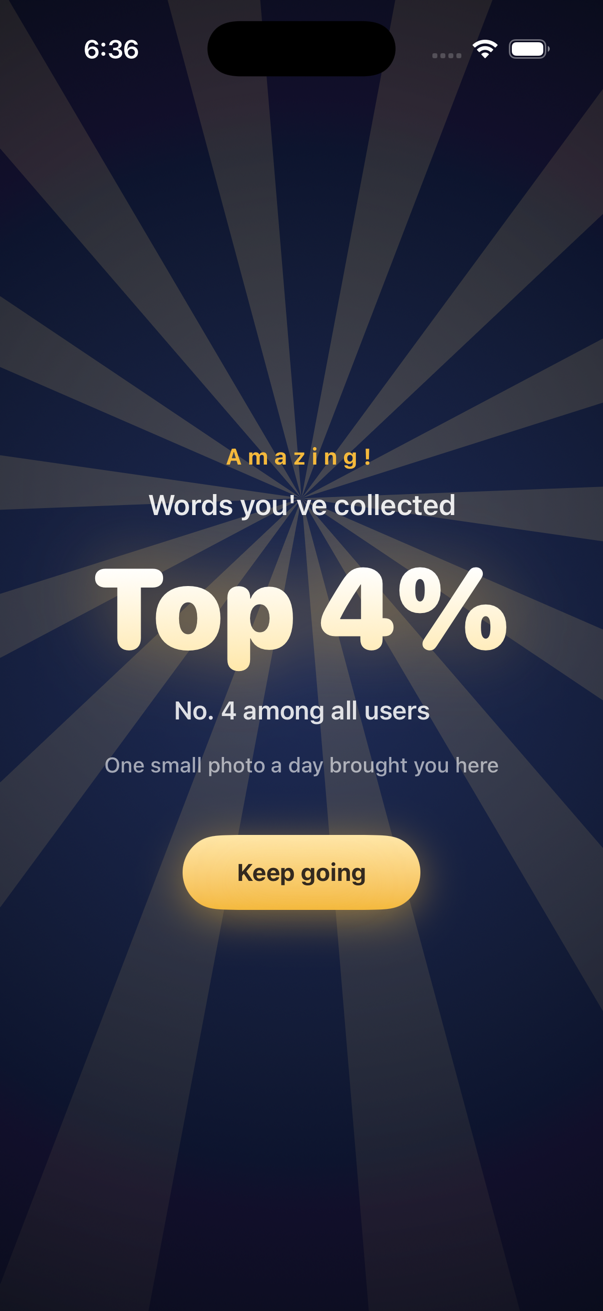 6:36
Amazing!
Words you've collected
Top 4%
No. 4 among all users
One small photo a day brought you here
Keep going